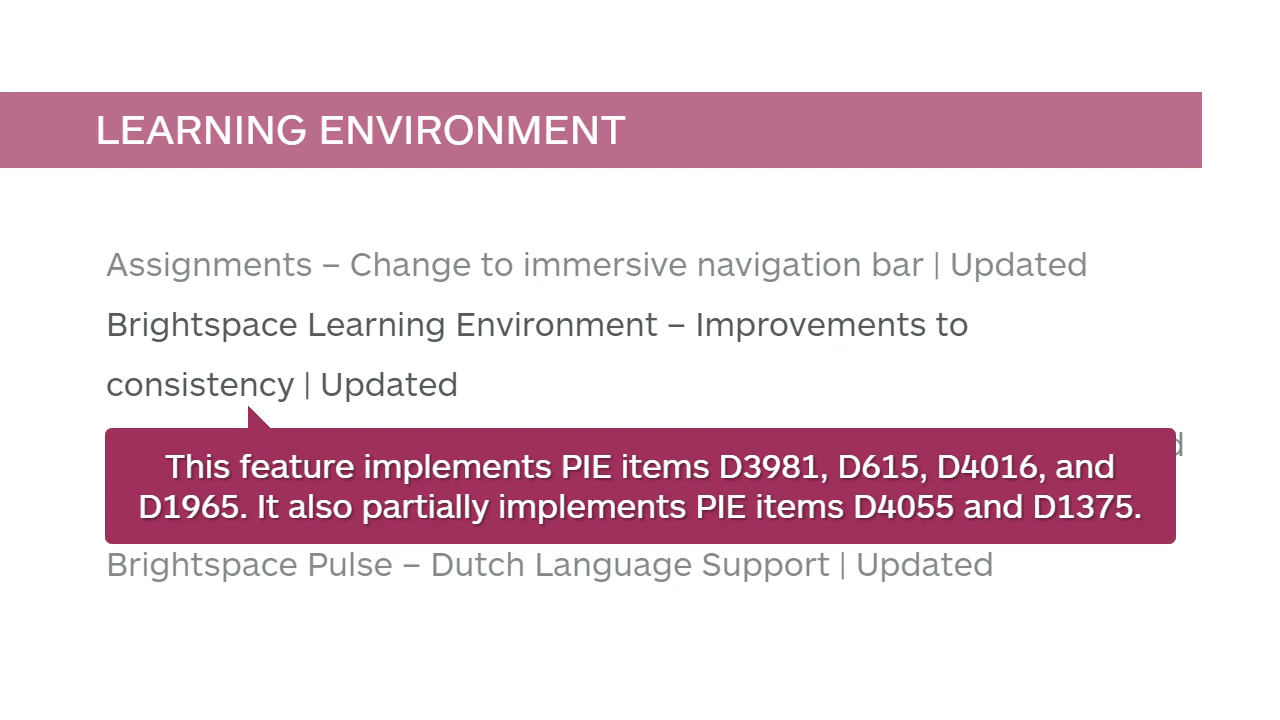 LEARNING ENVIRONMENT
Assignments – Change to immersive navigation bar | Updated
Brightspace Learning Environment – Improvements to
consistency | Updated
This feature implements PIE items D3981, D615, D4016, and
D1965. It also partially implements PIE items D4055 and D1375.
Brightspace Pulse – Dutch Language Support | Updated